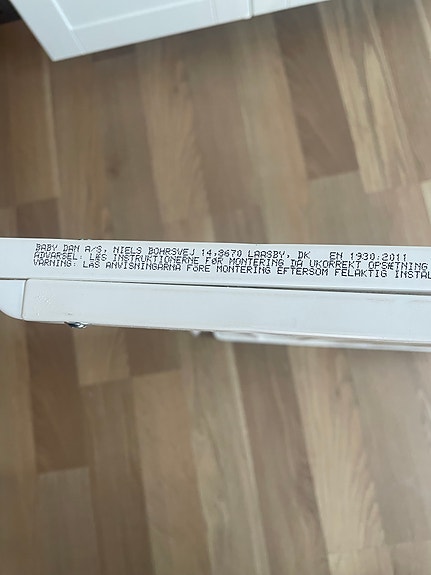 BABY DAN A/S, NIELS BOHRSVEJ 14,8670 LAASBY, DK EN 1930:2011
ADVARSEL: LÆS INSTRUKTIONERNE FØR MONTERING DA UKORREKT OPSÆTNING
VARNING: LÄS ANVISNINGARNA FÖRE MONTERING EFTERSOM FELAKTIG INSTAL